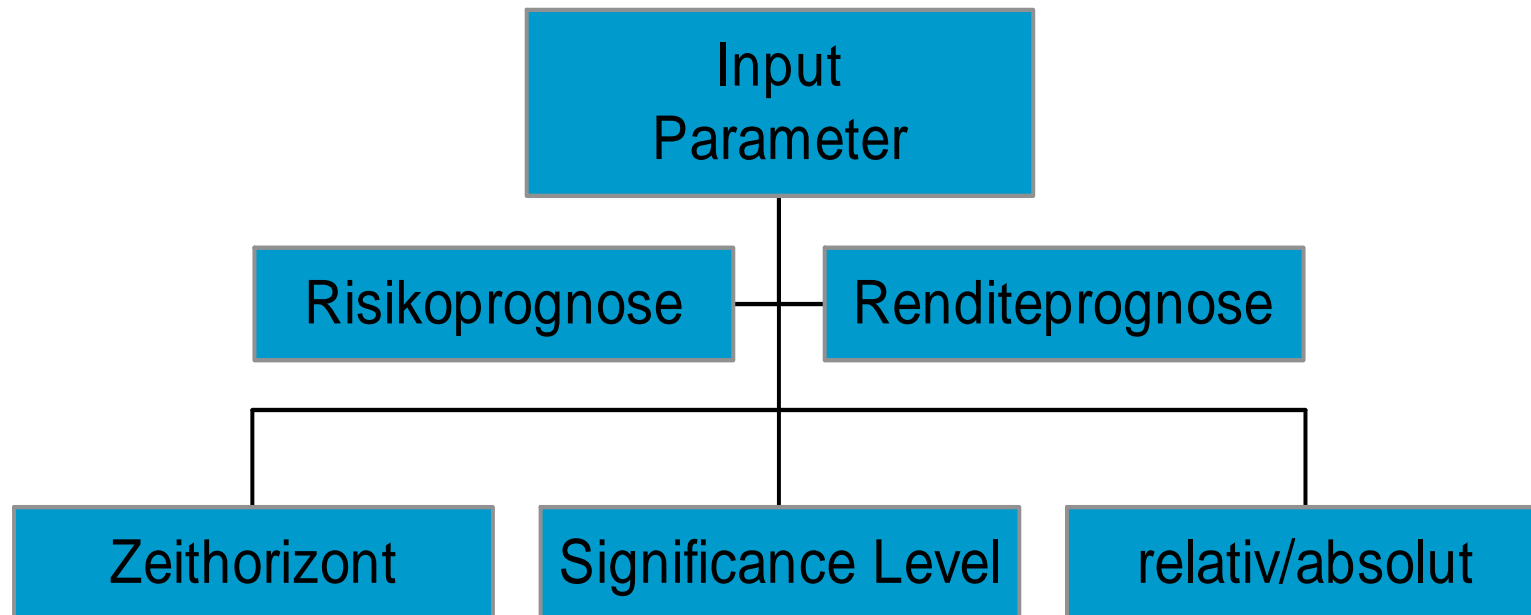 Input
Parameter
Risikoprognose
Renditeprognose
Zeithorizont
Significance Level
relativ/absolut